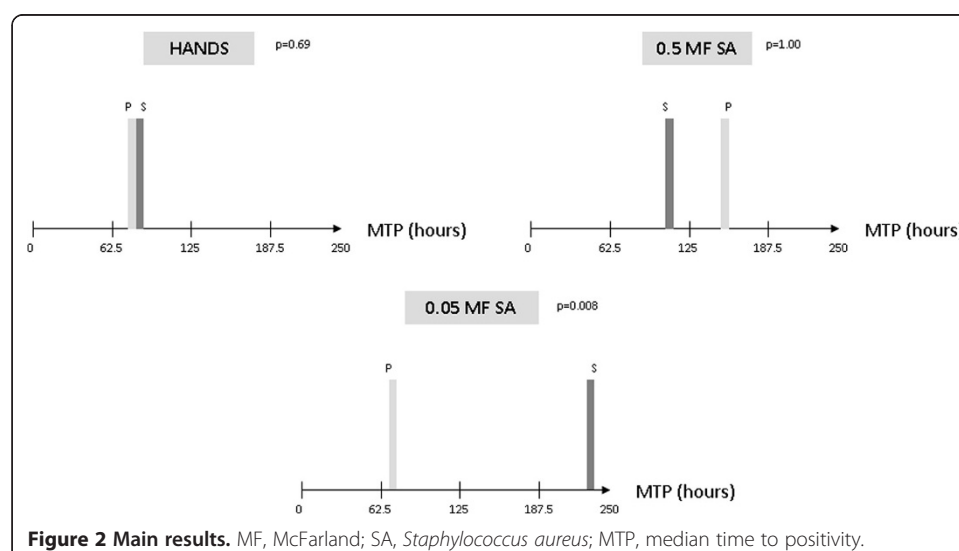 HANDS p=0.69
P S
MTP (hours)
0 62.5 125 187.5 250
0.5 MF SA p=1.00
S P
MTP (hours)
0 62.5 125 187.5 250
0.05 MF SA p=0.008
P S
MTP (hours)
0 62.5 125 187.5 250
Figure 2 Main results. MF, McFarland; SA, Staphylococcus aureus; MTP, median time to positivity.